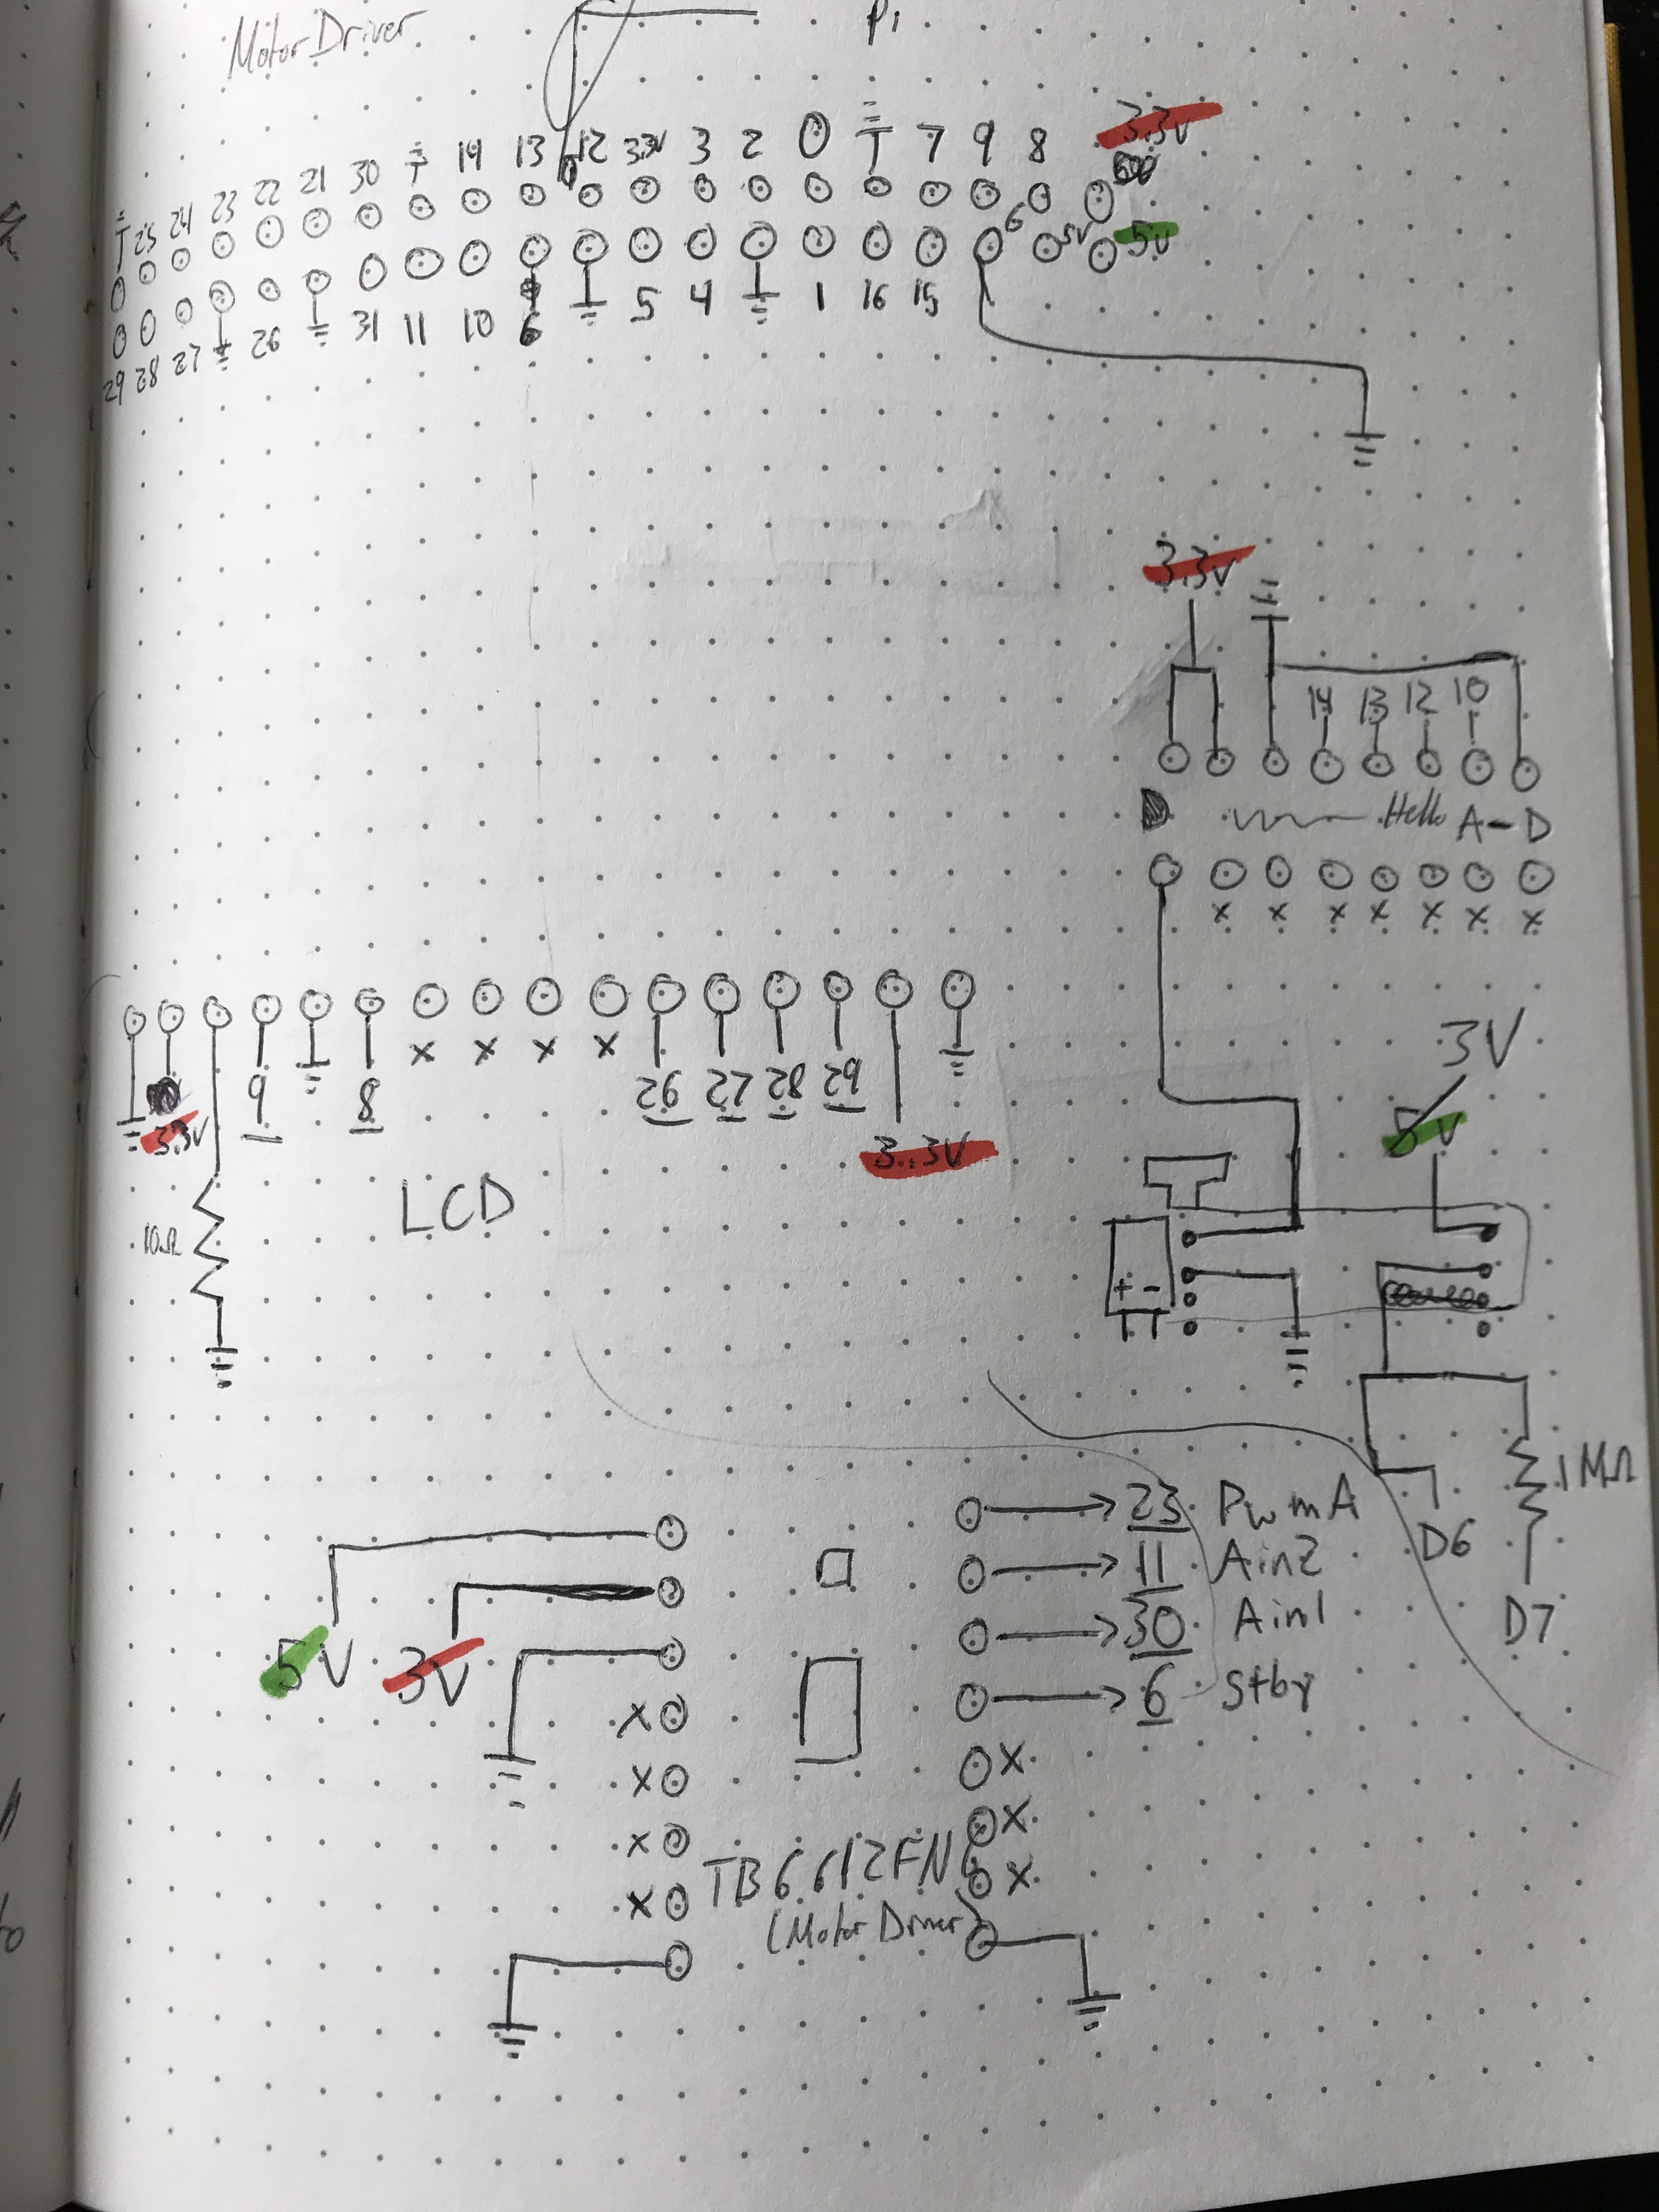 Motor Driver
Pi
25 24 23 22 21 30 14 13 12 3.3V 3 2 0 7 9 8 3.3V
6 5V 5V
29 28 27 26 31 11 10 6 5 4 1 16 15
3.3V
14 13 12 10
Hello A-D
3V
9 8 26 27 28 29
3.3V 3.3V 5V
LCD
10Ω
+ -
1MΩ
23 PwmA
11 Ain2 D6
30 Ain1 D7
5V 3V 6 Stby
X X X X X X X
X X X X
X X
X X
X X
X
TB6612FN
(Motor Driver)